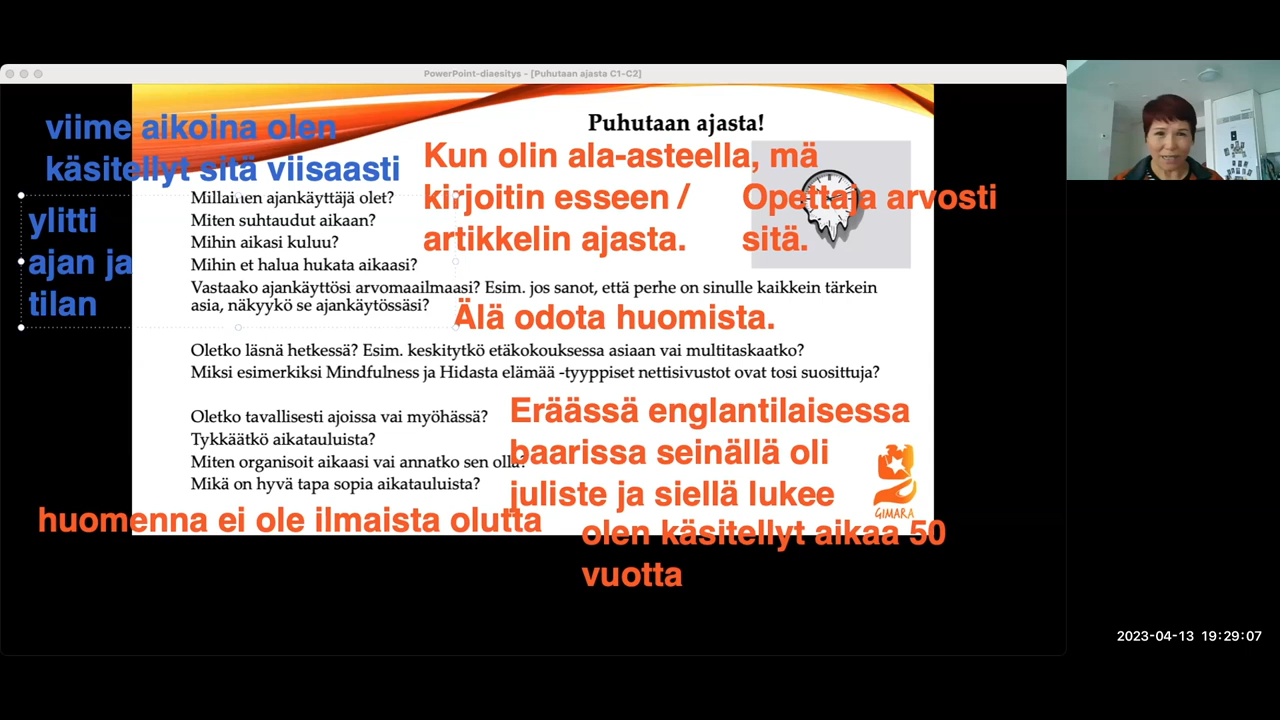 PowerPoint-diaesitys - [Puhutaan ajasta C1-C2]
Puhutaan ajasta!
viime aikoina olen
käsitellyt sitä viisaasti
Kun olin ala-asteella, mä
kirjoitin esseen /
artikkelin ajasta.
Opettaja arvosti
sitä.
ylitti
ajan ja
tilan
Millainen ajankäyttäjä olet?
Miten suhtaudut aikaan?
Mihin aikasi kuluu?
Mihin et halua hukata aikaasi?
Vastaako ajankäyttösi arvomaailmaasi? Esim. jos sanot, että perhe on sinulle kaikkein tärkein
asia, näkyykö se ajankäytössäsi?
Älä odota huomista.
Oletko läsnä hetkessä? Esim. keskitytkö etäkokouksessa asiaan vai multitaskaatko?
Miksi esimerkiksi Mindfulness ja Hidasta elämää -tyyppiset nettisivustot ovat tosi suosittuja?
Oletko tavallisesti ajoissa vai myöhässä?
Tykkäätkö aikatauluista?
Miten organisoit aikaasi vai annatko sen olla?
Mikä on hyvä tapa sopia aikatauluista?
Eräässä englantilaisessa
baarissa seinällä oli
juliste ja siellä lukee
huomenna ei ole ilmaista olutta
olen käsitellyt aikaa 50
vuotta
GIMARA
2023-04-13 19:29:07